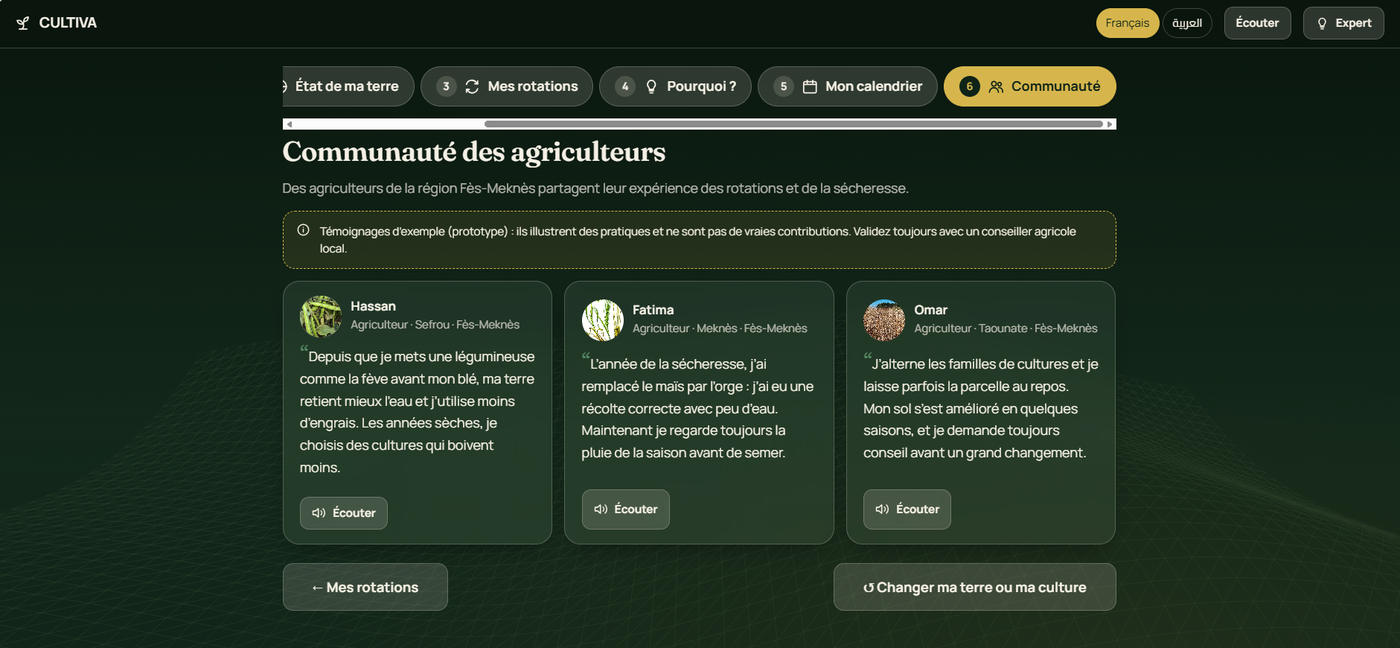 CULTIVA
Français
العربية
Écouter
Expert
État de ma terre
3 Mes rotations
4 Pourquoi ?
5 Mon calendrier
6 Communauté
Communauté des agriculteurs
Des agriculteurs de la région Fès-Meknès partagent leur expérience des rotations et de la sécheresse.
Témoignages d'exemple (prototype) : ils illustrent des pratiques et ne sont pas de vraies contributions. Validez toujours avec un conseiller agricole
local.
Hassan
Agriculteur · Sefrou · Fès-Meknès
“Depuis que je mets une légumineuse
comme la fève avant mon blé, ma terre
retient mieux l'eau et j'utilise moins
d'engrais. Les années sèches, je
choisis des cultures qui boivent
moins.
Écouter
Fatima
Agriculteur · Meknès · Fès-Meknès
“L'année de la sécheresse, j'ai
remplacé le maïs par l'orge : j'ai eu une
récolte correcte avec peu d'eau.
Maintenant je regarde toujours la
pluie de la saison avant de semer.
Écouter
Omar
Agriculteur · Taounate · Fès-Meknès
“J'alterne les familles de cultures et je
laisse parfois la parcelle au repos.
Mon sol s'est amélioré en quelques
saisons, et je demande toujours
conseil avant un grand changement.
Écouter
← Mes rotations
↺ Changer ma terre ou ma culture